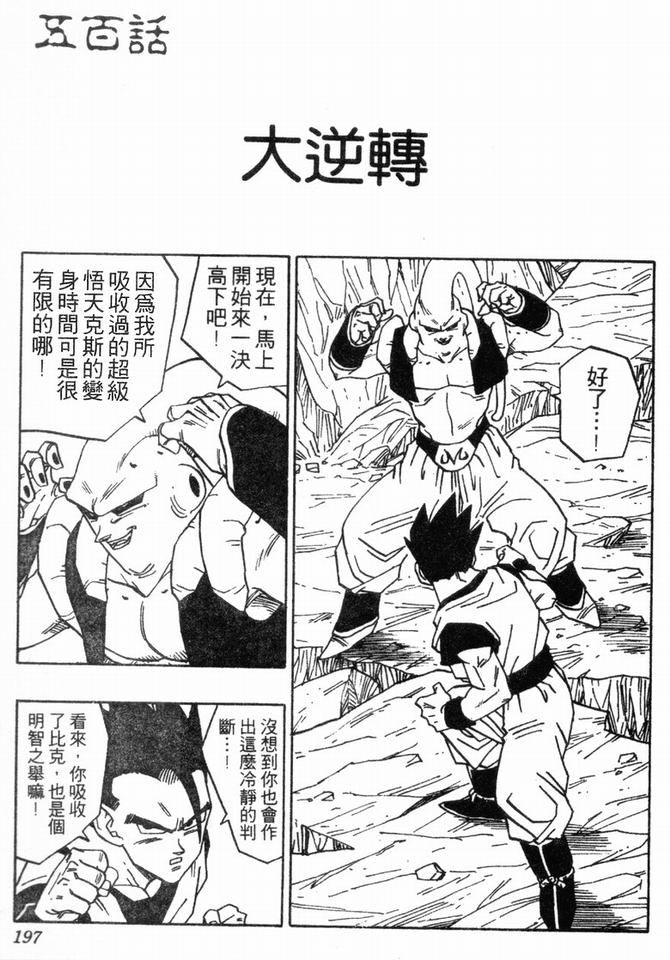 五百話
大逆轉
好了…！
現在，馬上
開始來一決
高下吧！
因為我所
吸收過的超級
悟天克斯的變
身時間可是很
有限的哪！
沒想到你也會作
出這麼冷靜的判
斷…！
看來，你吸收
了比克，也是個
明智之舉嘛！
197